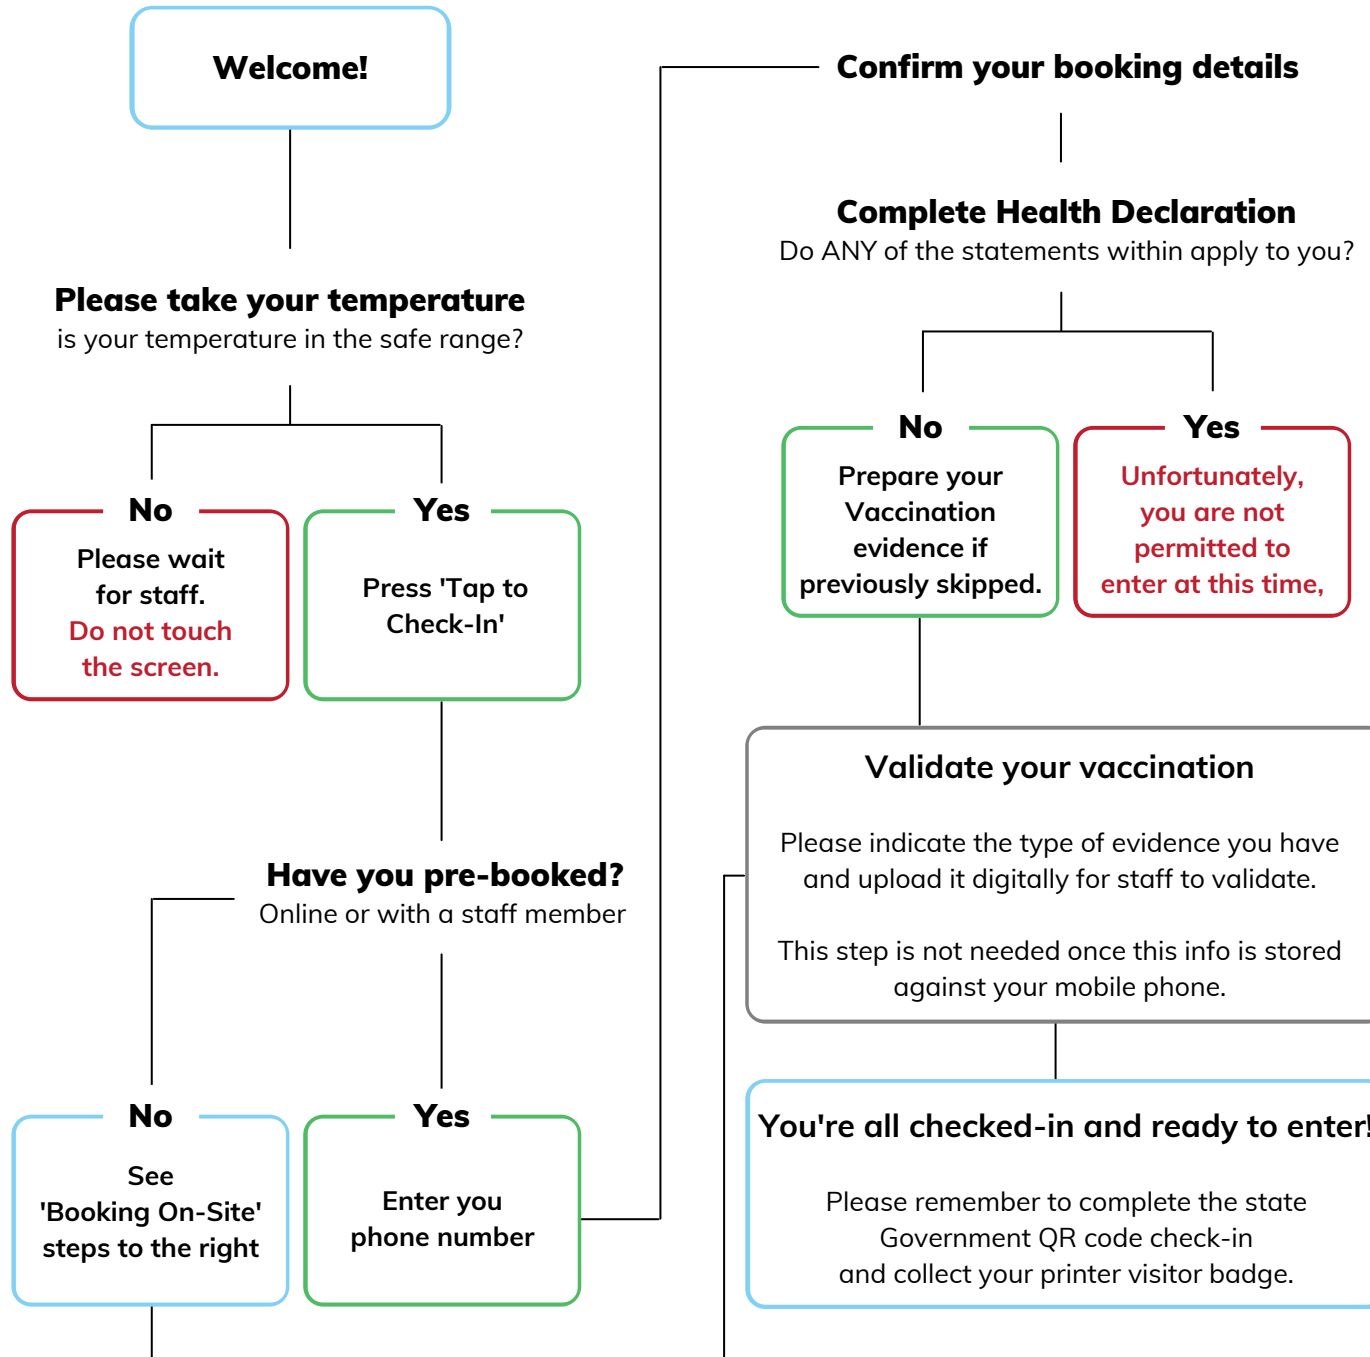 Welcome!
Please take your temperature
is your temperature in the safe range?
No
Please wait
for staff.
Do not touch
the screen.
Yes
Press 'Tap to
Check-In'
Have you pre-booked?
Online or with a staff member
No
See
'Booking On-Site'
steps to the right
Yes
Enter you
phone number
Confirm your booking details
Complete Health Declaration
Do ANY of the statements within apply to you?
No
Prepare your
Vaccination
evidence if
previously skipped.
Yes
Unfortunately,
you are not
permitted to
enter at this time,
Validate your vaccination
Please indicate the type of evidence you have
and upload it digitally for staff to validate.
This step is not needed once this info is stored
against your mobile phone.
You're all checked-in and ready to enter!
Please remember to complete the state
Government QR code check-in
and collect your printer visitor badge.